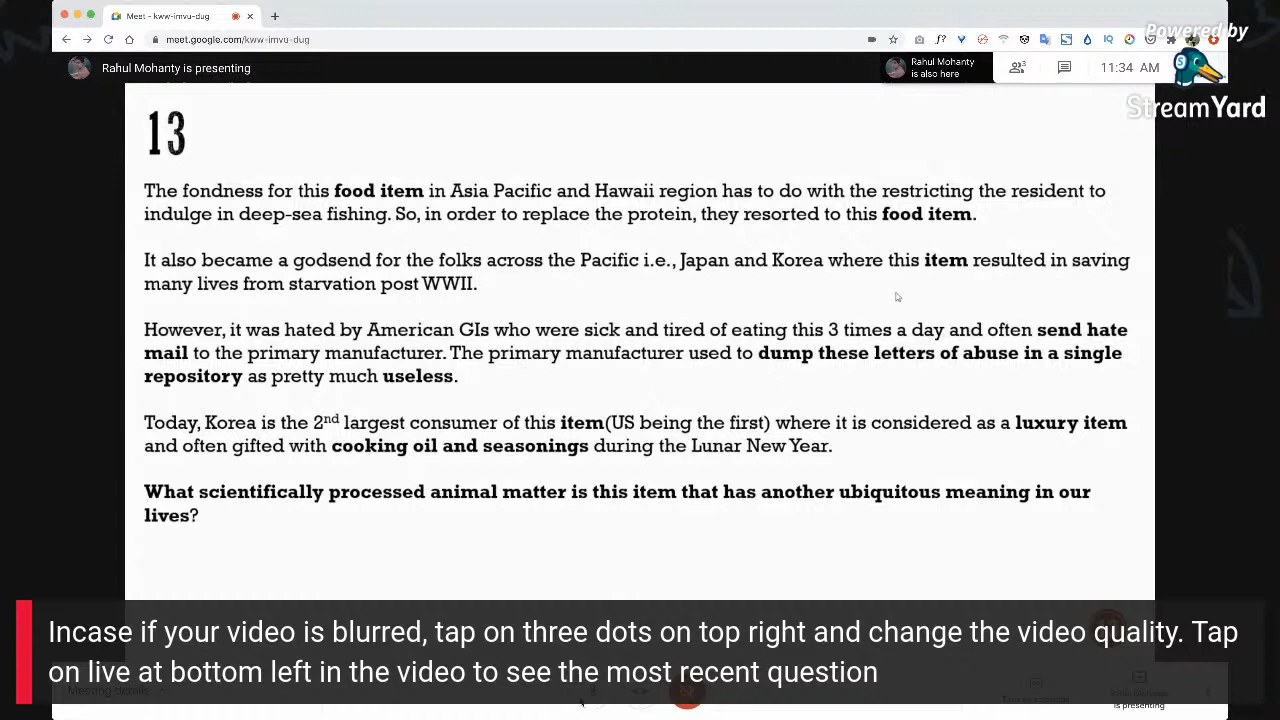 Meet - kww-imvu-dug
meet.google.com/kww-imvu-dug
Powered by
StreamYard
Rahul Mohanty is presenting
Rahul Mohanty
is also here
3
11:34 AM
13
The fondness for this food item in Asia Pacific and Hawaii region has to do with the restricting the resident to
indulge in deep-sea fishing. So, in order to replace the protein, they resorted to this food item.
It also became a godsend for the folks across the Pacific i.e., Japan and Korea where this item resulted in saving
many lives from starvation post WWII.
However, it was hated by American GIs who were sick and tired of eating this 3 times a day and often send hate
mail to the primary manufacturer. The primary manufacturer used to dump these letters of abuse in a single
repository as pretty much useless.
Today, Korea is the 2nd largest consumer of this item(US being the first) where it is considered as a luxury item
and often gifted with cooking oil and seasonings during the Lunar New Year.
What scientifically processed animal matter is this item that has another ubiquitous meaning in our
lives?
Incase if your video is blurred, tap on three dots on top right and change the video quality. Tap
on live at bottom left in the video to see the most recent question
Meeting details
is presenting